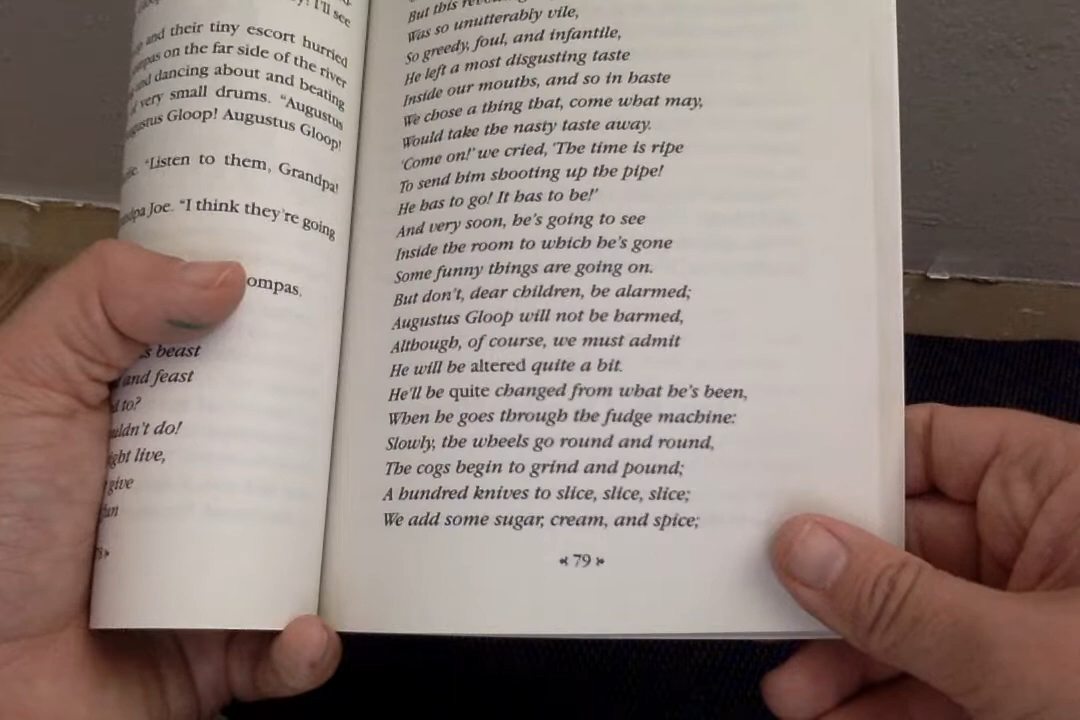 I'll see
and their tiny escort hurried
on the far side of the river
and dancing about and beating
very small drums. "Augustus
Gloop! Augustus Gloop!
"Listen to them, Grandpa!
Joe. "I think they're going
ompas.
beast
and feast
to?
do!
live,
give
But this
Was so unutterably vile,
So greedy, foul, and infantile,
He left a most disgusting taste
Inside our mouths, and so in haste
We chose a thing that, come what may,
Would take the nasty taste away.
'Come on!' we cried, 'The time is ripe
To send him shooting up the pipe!
He has to go! It has to be!'
And very soon, he's going to see
Inside the room to which he's gone
Some funny things are going on.
But don't, dear children, be alarmed;
Augustus Gloop will not be harmed,
Although, of course, we must admit
He will be altered quite a bit.
He'll be quite changed from what he's been,
When he goes through the fudge machine:
Slowly, the wheels go round and round,
The cogs begin to grind and pound;
A hundred knives to slice, slice, slice;
We add some sugar, cream, and spice;
79